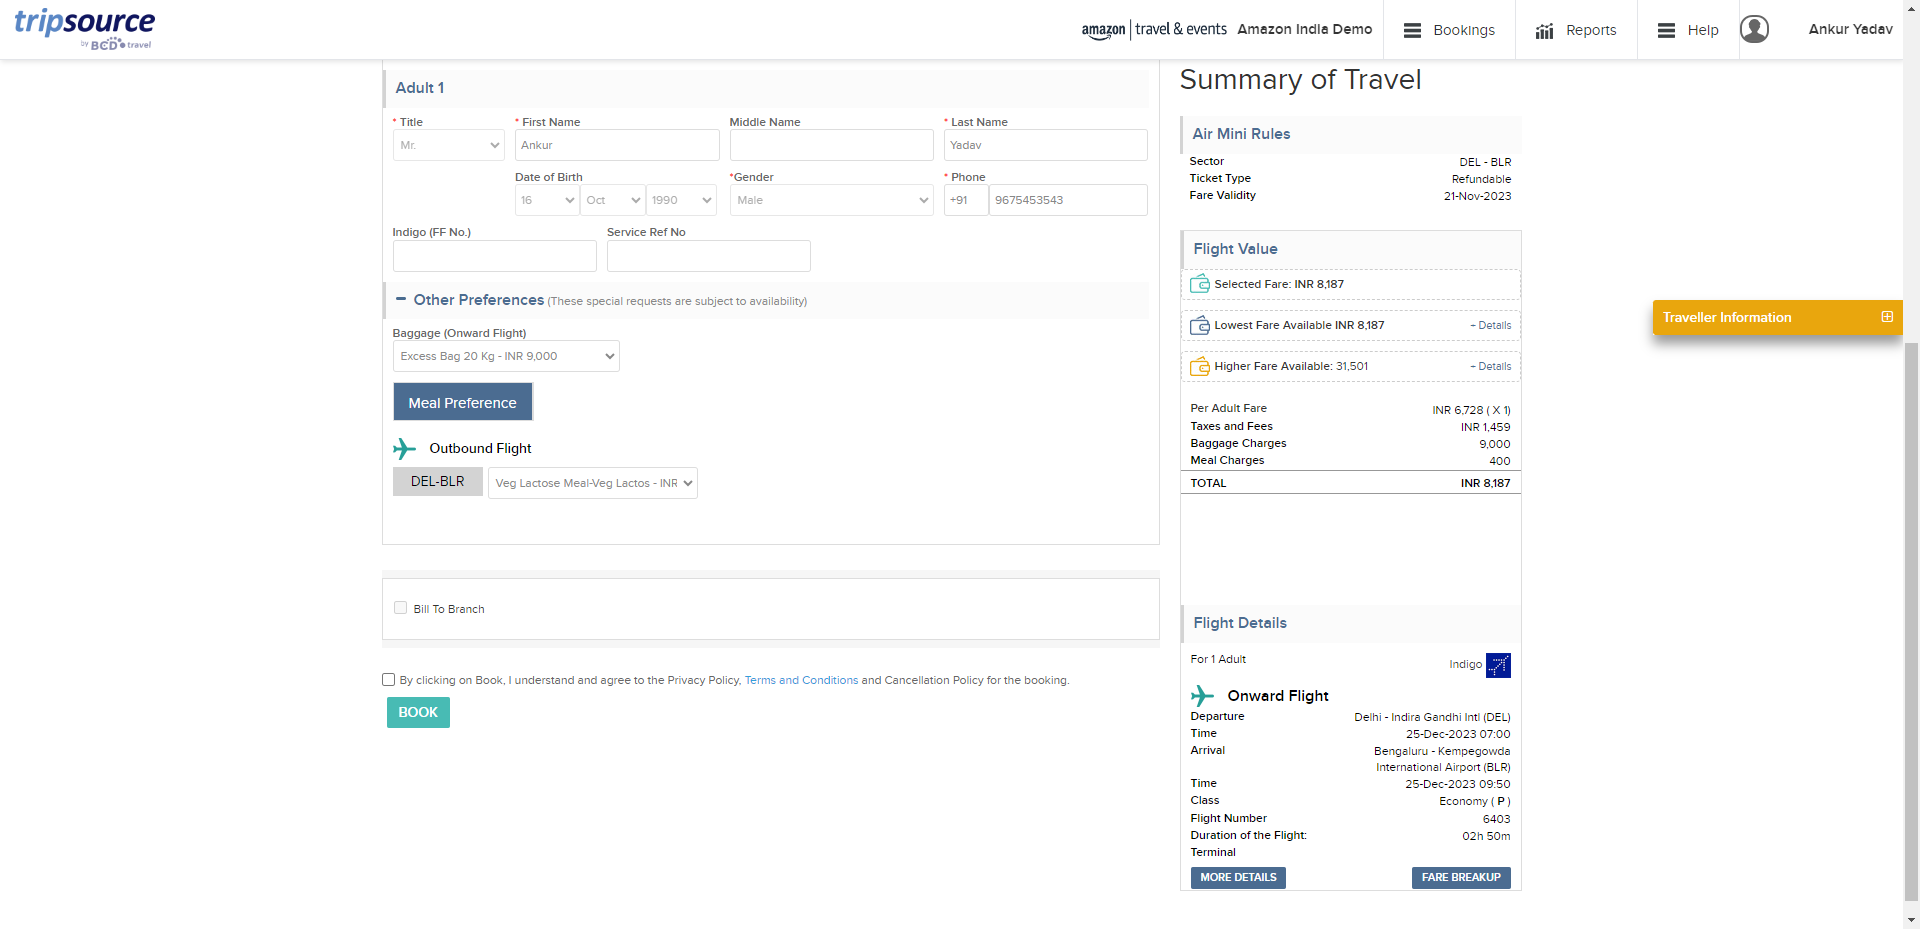 tripsource
by BCD travel
amazon | travel & events Amazon India Demo
Bookings
Reports
Help
Ankur Yadav
Adult 1
* Title
* First Name
Middle Name
* Last Name
Mr.
Ankur
Yadav
Date of Birth
*Gender
* Phone
16
Oct
1990
Male
+91
9675453543
Indigo (FF No.)
Service Ref No
Other Preferences (These special requests are subject to availability)
Baggage (Onward Flight)
Excess Bag 20 Kg - INR 9,000
Meal Preference
Outbound Flight
DEL-BLR
Veg Lactose Meal-Veg Lactos - INR
Bill To Branch
By clicking on Book, I understand and agree to the Privacy Policy, Terms and Conditions and Cancellation Policy for the booking.
BOOK
Summary of Travel
Air Mini Rules
Sector DEL - BLR
Ticket Type Refundable
Fare Validity 21-Nov-2023
Flight Value
Selected Fare: INR 8,187
Lowest Fare Available INR 8,187 + Details
Higher Fare Available: 31,501 + Details
Per Adult Fare INR 6,728 ( X 1)
Taxes and Fees INR 1,459
Baggage Charges 9,000
Meal Charges 400
TOTAL INR 8,187
Flight Details
For 1 Adult Indigo
Onward Flight
Departure Delhi - Indira Gandhi Intl (DEL)
Time 25-Dec-2023 07:00
Arrival Bengaluru - Kempegowda
International Airport (BLR)
Time 25-Dec-2023 09:50
Class Economy ( P )
Flight Number 6403
Duration of the Flight: 02h 50m
Terminal
MORE DETAILS
FARE BREAKUP
Traveller Information